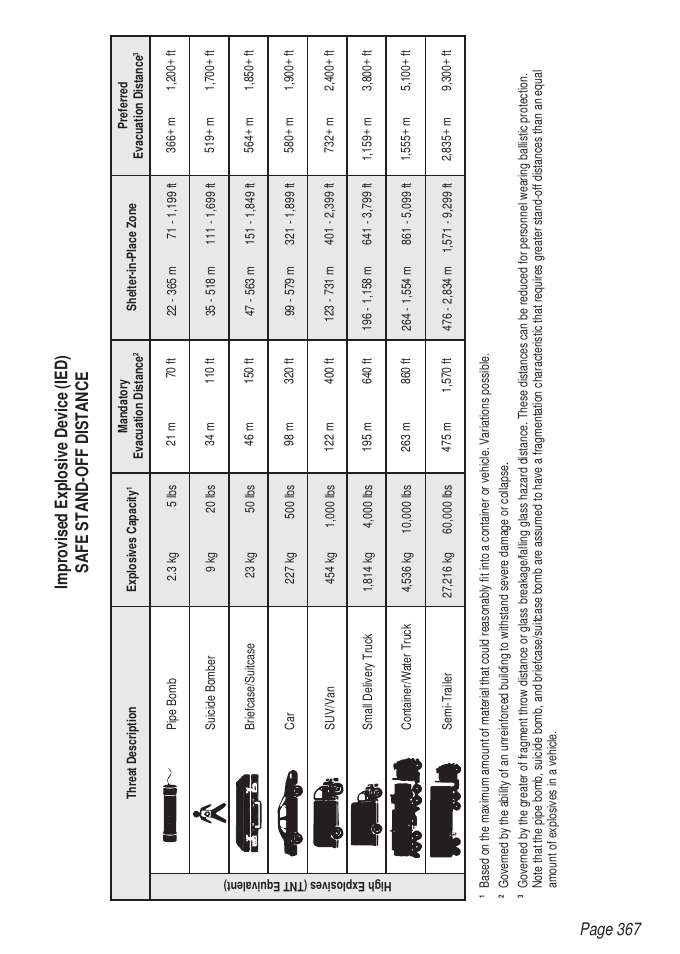 Improvised Explosive Device (IED)
SAFE STAND-OFF DISTANCE
Threat Description Explosives Capacity1 Mandatory Evacuation Distance2 Shelter-in-Place Zone Preferred Evacuation Distance3
High Explosives (TNT Equivalent)
Pipe Bomb 2.3 kg 5 lbs 21 m 70 ft 22 - 365 m 71 - 1,199 ft 366+ m 1,200+ ft
Suicide Bomber 9 kg 20 lbs 34 m 110 ft 35 - 518 m 111 - 1,699 ft 519+ m 1,700+ ft
Briefcase/Suitcase 23 kg 50 lbs 46 m 150 ft 47 - 563 m 151 - 1,849 ft 564+ m 1,850+ ft
Car 227 kg 500 lbs 98 m 320 ft 99 - 579 m 321 - 1,899 ft 580+ m 1,900+ ft
SUV/Van 454 kg 1,000 lbs 122 m 400 ft 123 - 731 m 401 - 2,399 ft 732+ m 2,400+ ft
Small Delivery Truck 1,814 kg 4,000 lbs 195 m 640 ft 196 - 1,158 m 641 - 3,799 ft 1,159+ m 3,800+ ft
Container/Water Truck 4,536 kg 10,000 lbs 263 m 860 ft 264 - 1,554 m 861 - 5,099 ft 1,555+ m 5,100+ ft
Semi-Trailer 27,216 kg 60,000 lbs 475 m 1,570 ft 476 - 2,834 m 1,571 - 9,299 ft 2,835+ m 9,300+ ft
1 Based on the maximum amount of material that could reasonably fit into a container or vehicle. Variations possible.
2 Governed by the ability of an unreinforced building to withstand severe damage or collapse.
3 Governed by the greater of fragment throw distance or glass breakage/falling glass hazard distance. These distances can be reduced for personnel wearing ballistic protection.
Note that the pipe bomb, suicide bomb, and briefcase/suitcase bomb are assumed to have a fragmentation characteristic that requires greater stand-off distances than an equal
amount of explosives in a vehicle.
Page 367